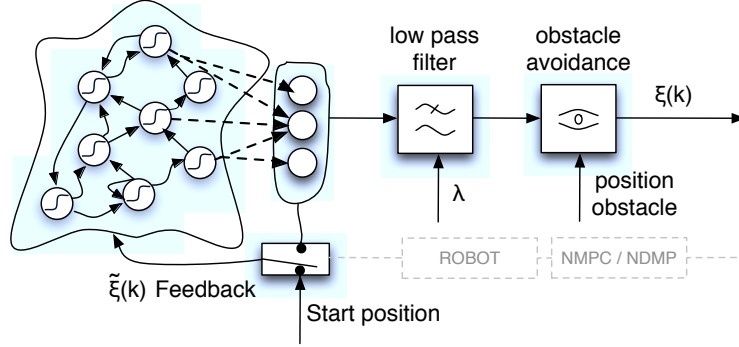 low pass
filter
obstacle
avoidance
ξ(k)
λ
position
obstacle
ROBOT
NMPC / NDMP
ξ̃(k) Feedback
Start position